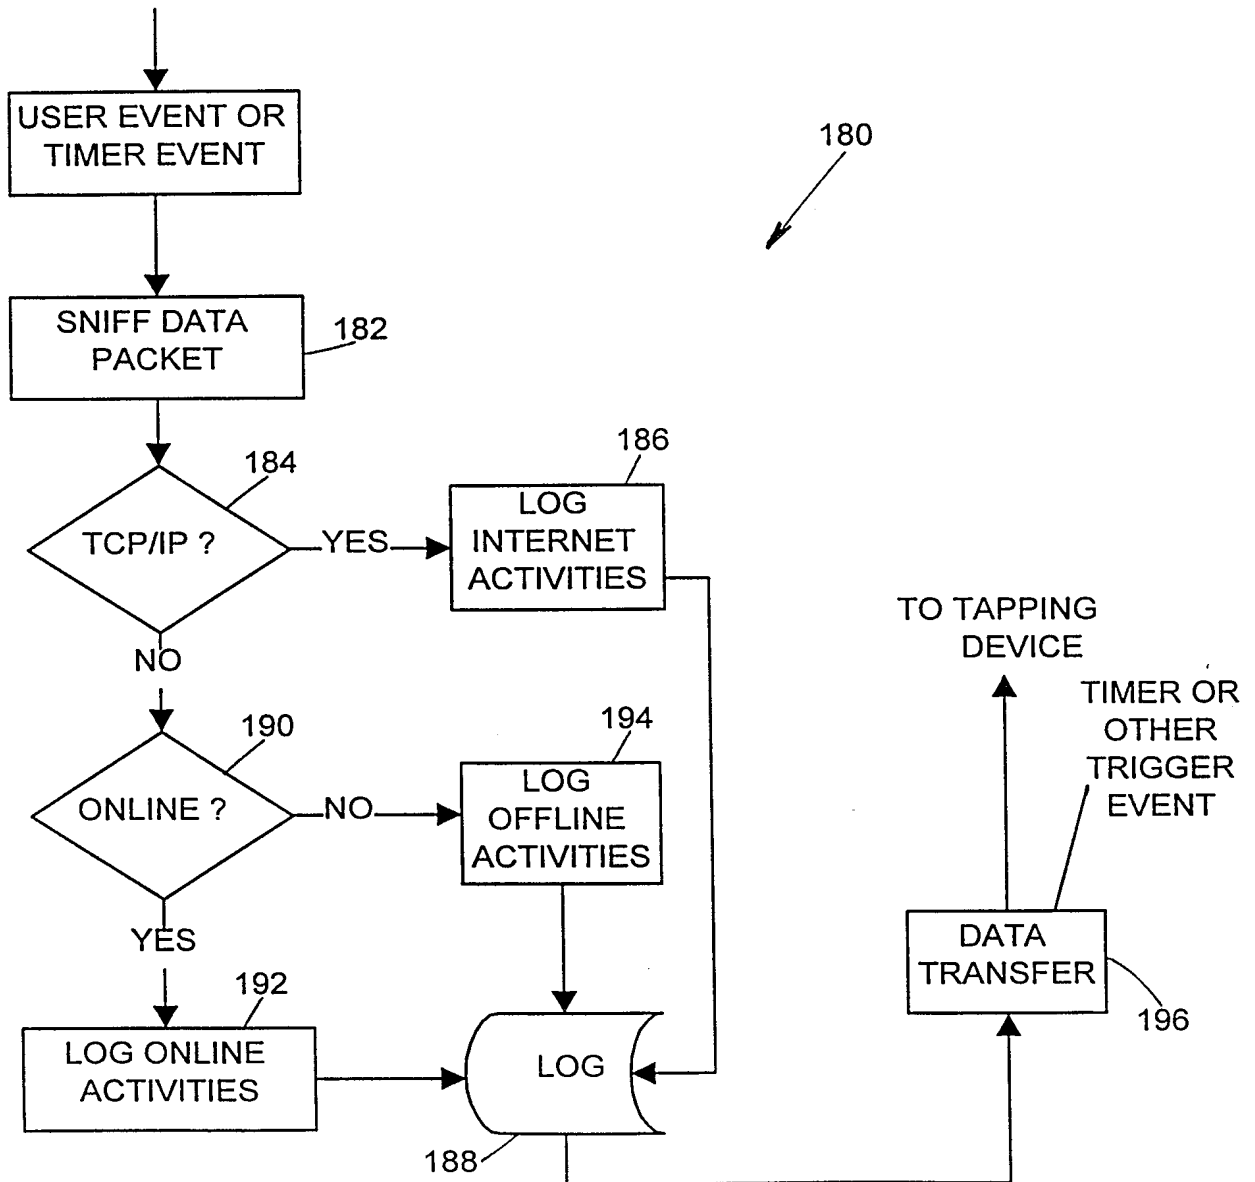 USER EVENT OR
TIMER EVENT
180
SNIFF DATA
PACKET
182
184
TCP/IP ?
YES
186
LOG
INTERNET
ACTIVITIES
NO
190
ONLINE ?
NO
194
LOG
OFFLINE
ACTIVITIES
YES
192
LOG ONLINE
ACTIVITIES
LOG
188
TO TAPPING
DEVICE
TIMER OR
OTHER
TRIGGER
EVENT
DATA
TRANSFER
196